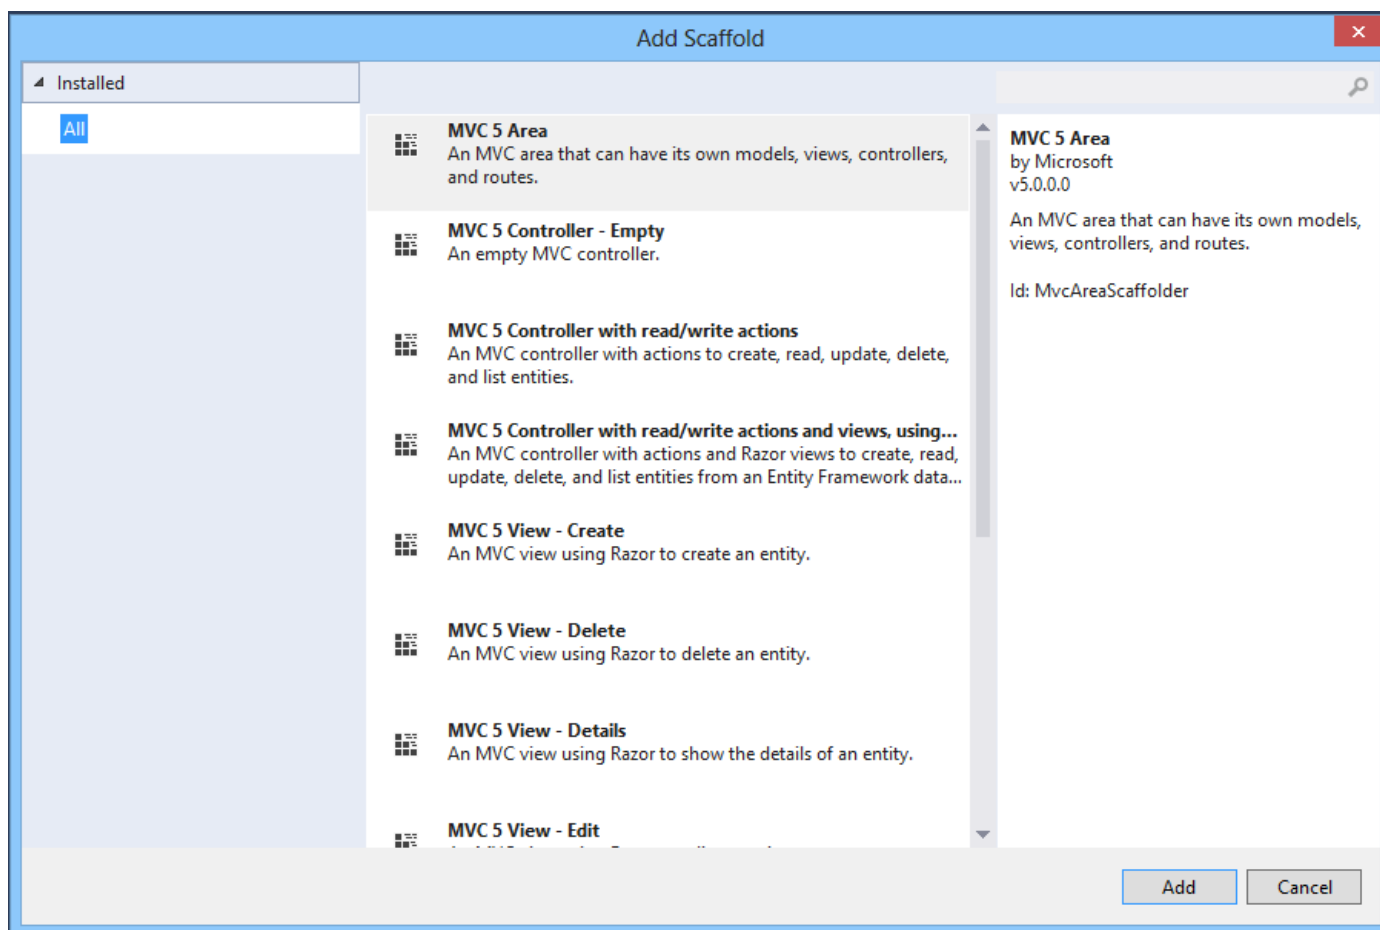 Add Scaffold
Installed
All
MVC 5 Area
An MVC area that can have its own models, views, controllers,
and routes.
MVC 5 Controller - Empty
An empty MVC controller.
MVC 5 Controller with read/write actions
An MVC controller with actions to create, read, update, delete,
and list entities.
MVC 5 Controller with read/write actions and views, using...
An MVC controller with actions and Razor views to create, read,
update, delete, and list entities from an Entity Framework data...
MVC 5 View - Create
An MVC view using Razor to create an entity.
MVC 5 View - Delete
An MVC view using Razor to delete an entity.
MVC 5 View - Details
An MVC view using Razor to show the details of an entity.
MVC 5 View - Edit
MVC 5 Area
by Microsoft
v5.0.0.0
An MVC area that can have its own models,
views, controllers, and routes.
Id: MvcAreaScaffolder
Add
Cancel